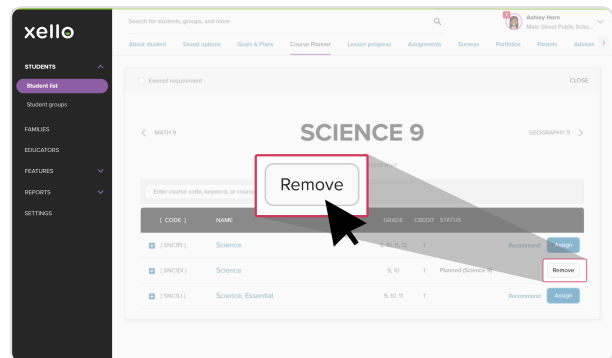 xello
Search for students, groups, and more
Ashley Horn
Main Street Public Scho...
About student Saved options Goals & Plans Course Planner Lesson progress Assignments Surveys Portfolios Parents Adviser
STUDENTS
Student list
Student groups
FAMILIES
EDUCATORS
FEATURES
REPORTS
SETTINGS
Exempt requirement
CLOSE
MATH 9
SCIENCE 9
GEOGRAPHY 9
Enter course code, keyword, or course
Remove
[ CODE ] NAME GRADE CREDIT STATUS
[ SNC1P ] Science 9, 10, 11, 12 1 Recommend Assign
[ SNC1D ] Science 9, 10 1 Planned (Science 9) Remove
[ SNC1L ] Science, Essential 9, 10, 11 1 Recommend Assign